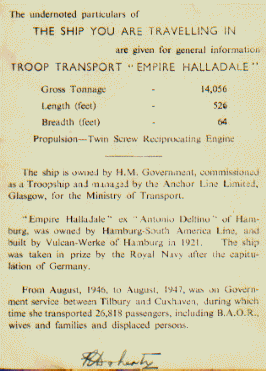 The undernoted particulars of
THE SHIP YOU ARE TRAVELLING IN
are given for general information
TROOP TRANSPORT "EMPIRE HALLADALE"
Gross Tonnage - 14,056
Length (feet) - 526
Breadth (feet) - 64
Propulsion—Twin Screw Reciprocating Engine
The ship is owned by H.M. Government, commissioned
as a Troopship and managed by the Anchor Line Limited,
Glasgow, for the Ministry of Transport.
"Empire Halladale" ex "Antonio Delfino" of Ham-
burg, was owned by Hamburg-South America Line, and
built by Vulcan-Werke of Hamburg in 1921. The ship
was taken in prize by the Royal Navy after the capitu-
lation of Germany.
From August, 1946, to August, 1947, was on Govern-
ment service between Tilbury and Cuxhaven, during which
time she transported 26,818 passengers, including B.A.O.R.,
wives and families and displaced persons.